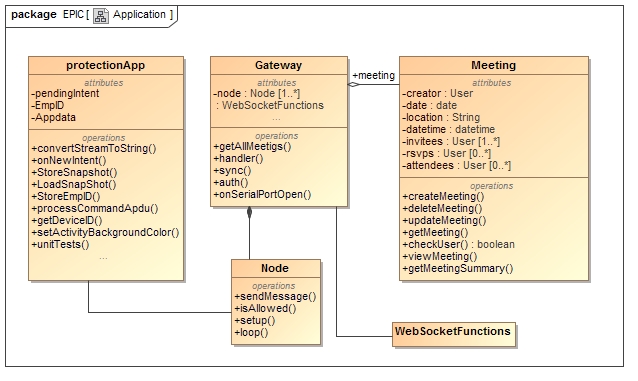 package EPIC [ Application ]
protectionApp
attributes
-pendingIntent
-EmpID
-Appdata
operations
+convertStreamToString()
+onNewIntent()
+StoreSnapshot()
+LoadSnapShot()
+StoreEmpID()
+processCommandApdu()
+getDeviceID()
+setActivityBackgroundColor()
+unitTests()
...
Gateway
attributes
-node : Node [1..*]
: WebSocketFunctions
...
operations
+getAllMeetigs()
+handler()
+sync()
+auth()
+onSerialPortOpen()
+meeting
Meeting
attributes
-creator : User
-date : date
-location : String
-datetime : datetime
-invitees : User [1..*]
-rsvps : User [0..*]
-attendees : User [0..*]
operations
+createMeeting()
+deleteMeeting()
+updateMeeting()
+getMeeting()
+checkUser() : boolean
+viewMeeting()
+getMeetingSummary()
Node
operations
+sendMessage()
+isAllowed()
+setup()
+loop()
WebSocketFunctions